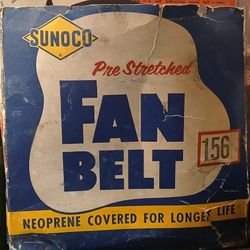 SUNOCO
Pre Stretched
FAN
BELT
156
NEOPRENE COVERED FOR LONGER LIFE